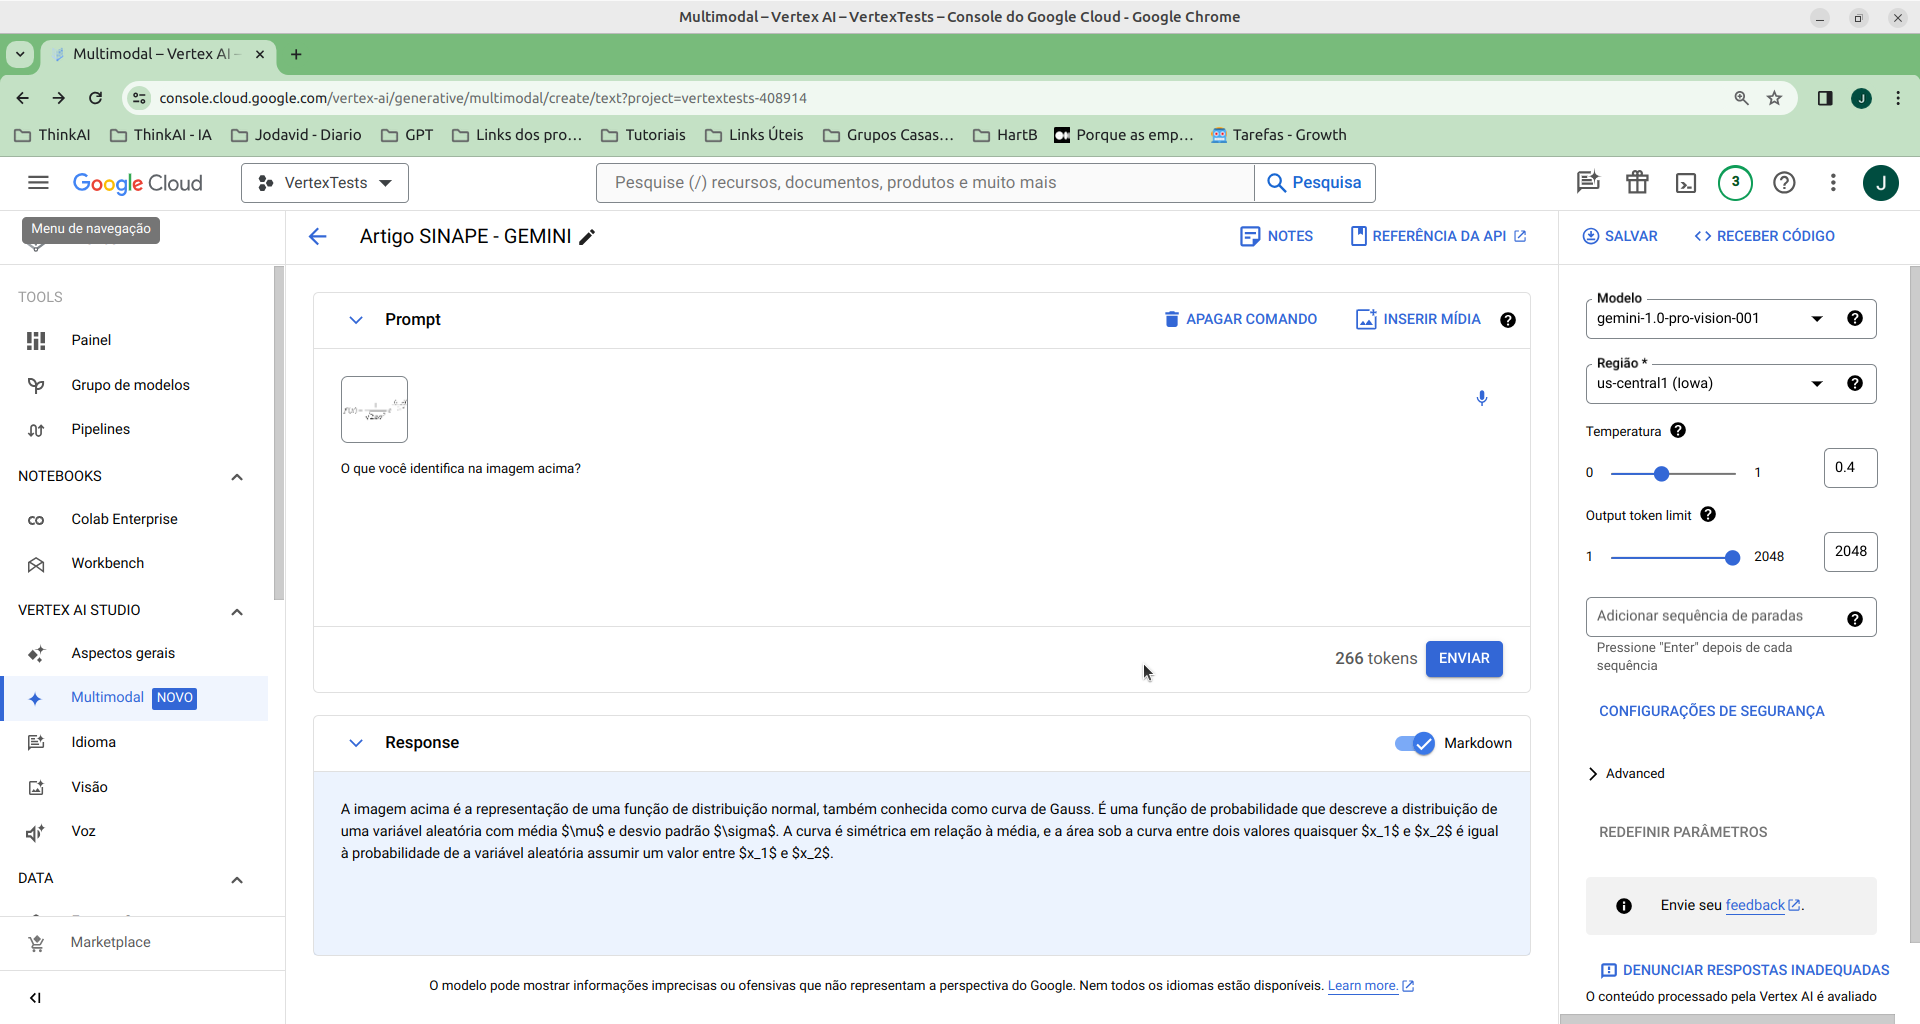 Multimodal – Vertex AI – VertexTests – Console do Google Cloud - Google Chrome
Multimodal – Vertex AI –
console.cloud.google.com/vertex-ai/generative/multimodal/create/text?project=vertextests-408914
J
ThinkAI
ThinkAI - IA
Jodavid - Diario
GPT
Links dos pro...
Tutoriais
Links Úteis
Grupos Casas...
HartB
Porque as emp...
Tarefas - Growth
Google Cloud
VertexTests
Pesquise (/) recursos, documentos, produtos e muito mais
Pesquisa
3
J
Menu de navegação
Artigo SINAPE - GEMINI
NOTES
REFERÊNCIA DA API
SALVAR
RECEBER CÓDIGO
TOOLS
Painel
Grupo de modelos
Pipelines
NOTEBOOKS
Colab Enterprise
Workbench
VERTEX AI STUDIO
Aspectos gerais
Multimodal NOVO
Idioma
Visão
Voz
DATA
Marketplace
Prompt
APAGAR COMANDO
INSERIR MÍDIA
O que você identifica na imagem acima?
266 tokens
ENVIAR
Response
Markdown
A imagem acima é a representação de uma função de distribuição normal, também conhecida como curva de Gauss. É uma função de probabilidade que descreve a distribuição de
uma variável aleatória com média $\mu$ e desvio padrão $\sigma$. A curva é simétrica em relação à média, e a área sob a curva entre dois valores quaisquer $x_1$ e $x_2$ é igual
à probabilidade de a variável aleatória assumir um valor entre $x_1$ e $x_2$.
O modelo pode mostrar informações imprecisas ou ofensivas que não representam a perspectiva do Google. Nem todos os idiomas estão disponíveis. Learn more.
Modelo
gemini-1.0-pro-vision-001
Região *
us-central1 (Iowa)
Temperatura
0
1
0.4
Output token limit
1
2048
2048
Adicionar sequência de paradas
Pressione "Enter" depois de cada
sequência
CONFIGURAÇÕES DE SEGURANÇA
Advanced
REDEFINIR PARÂMETROS
Envie seu feedback.
DENUNCIAR RESPOSTAS INADEQUADAS
O conteúdo processado pela Vertex AI é avaliado